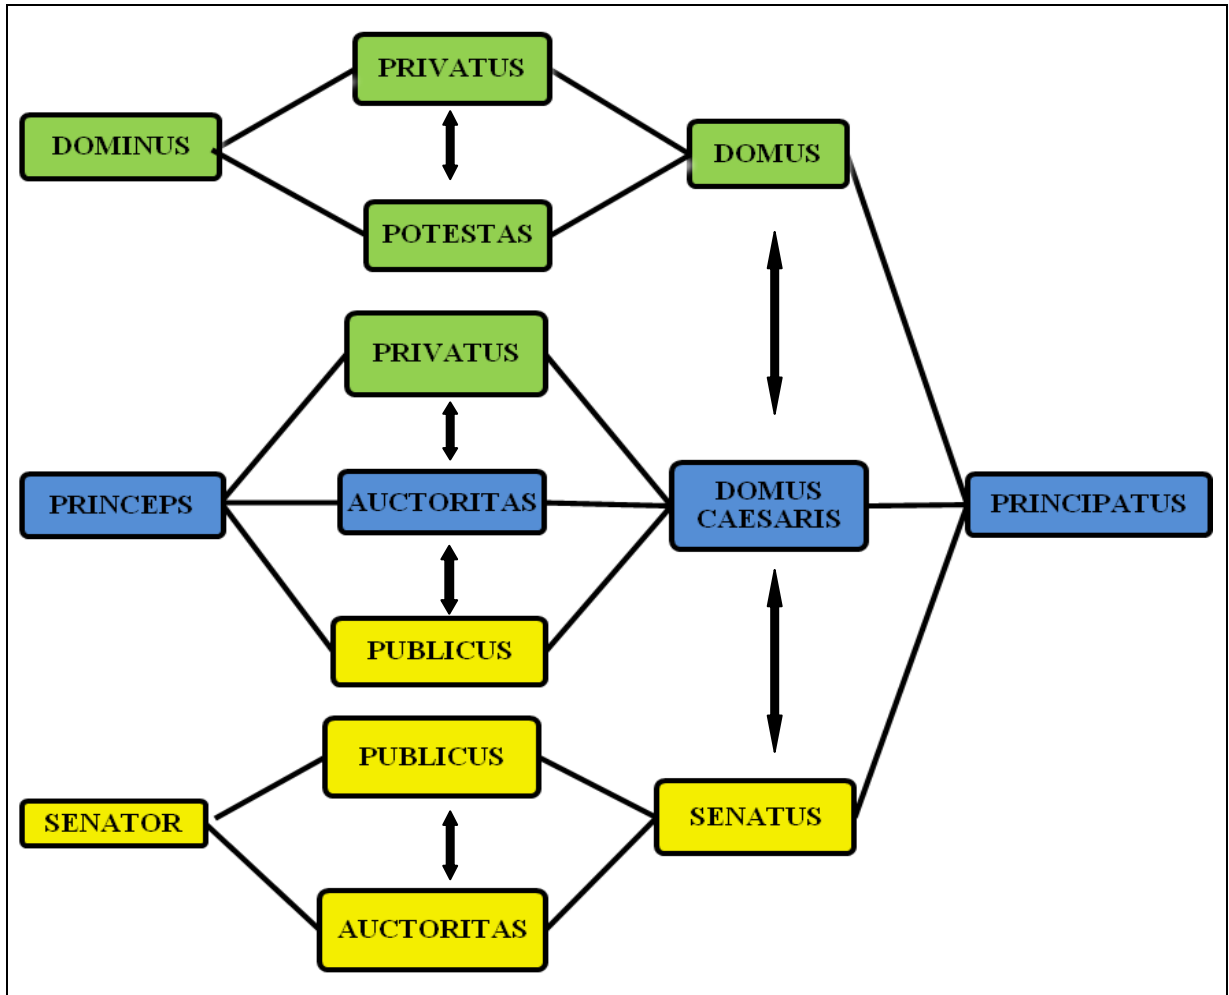 PRIVATUS
DOMINUS
DOMUS
POTESTAS
PRIVATUS
PRINCEPS
AUCTORITAS
DOMUS
CAESARIS
PRINCIPATUS
PUBLICUS
PUBLICUS
SENATOR
SENATUS
AUCTORITAS